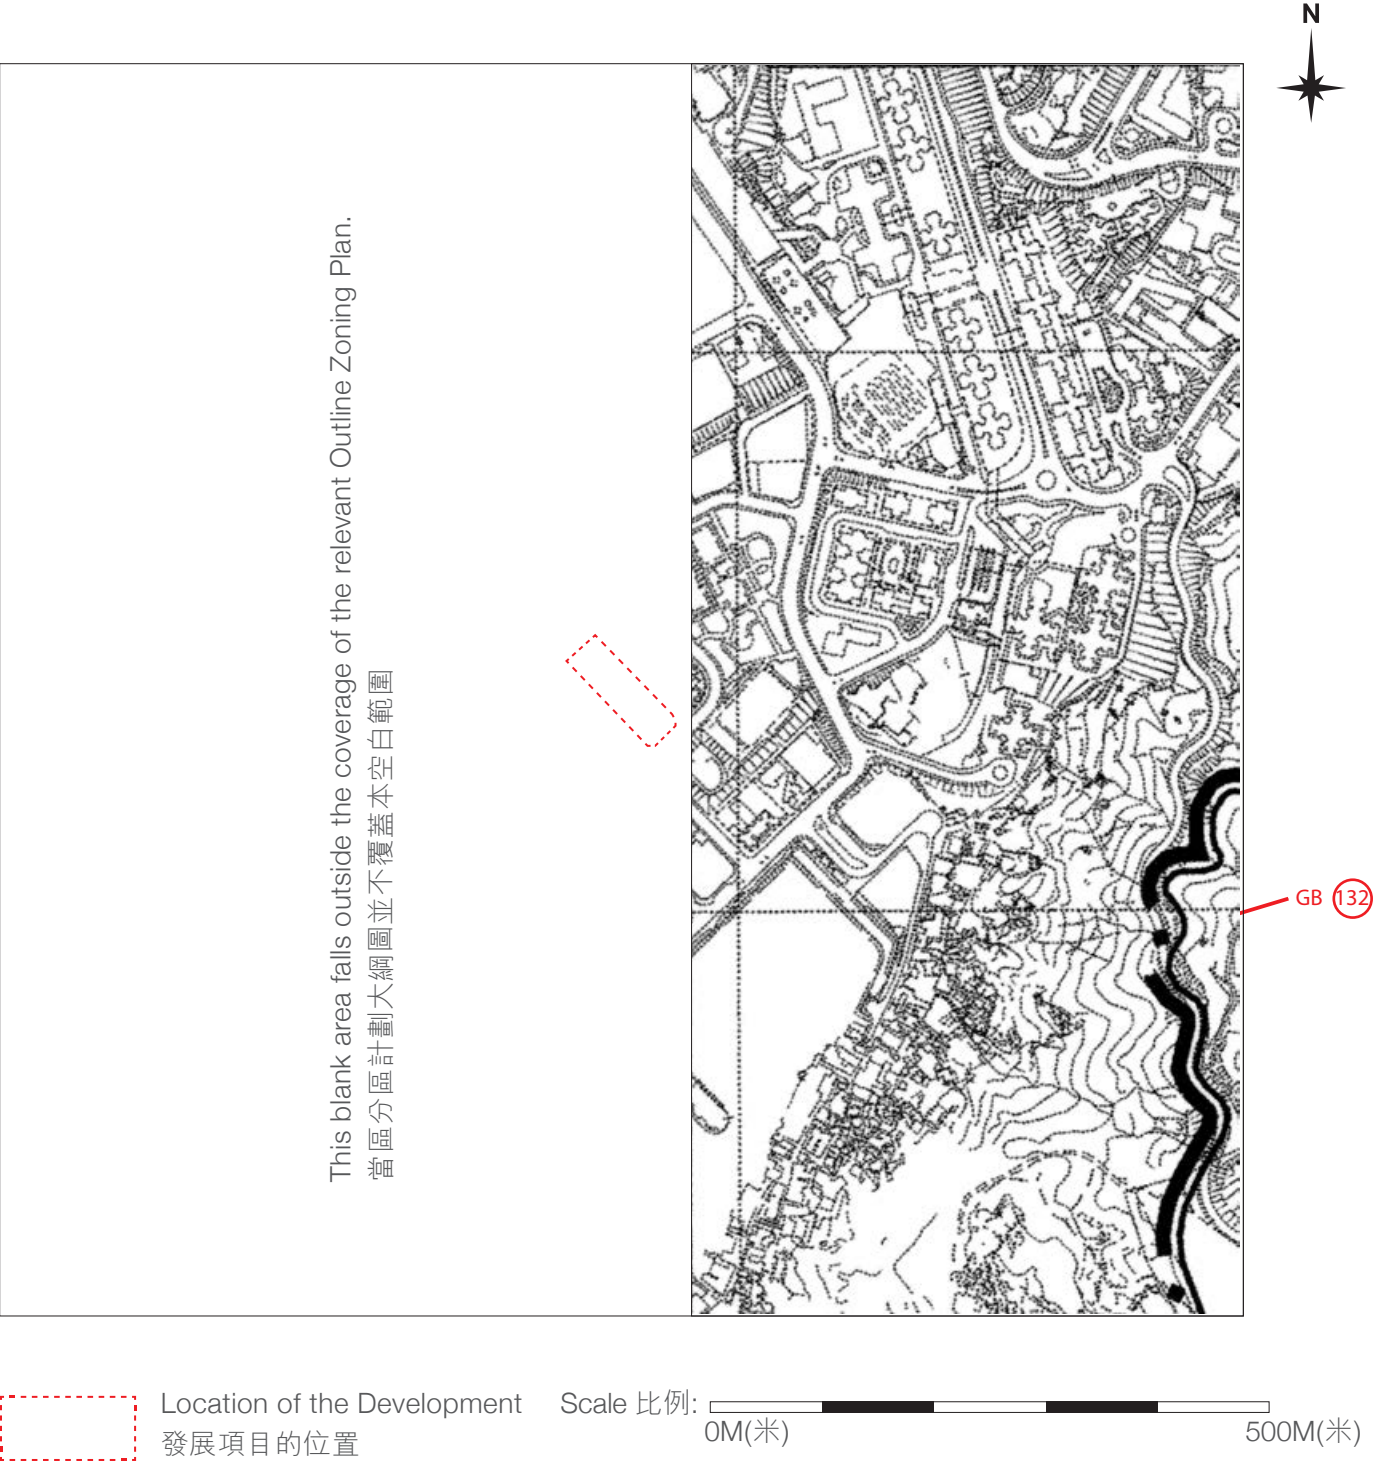 N
This blank area falls outside the coverage of the relevant Outline Zoning Plan.
當區分區計劃大綱圖並不覆蓋本空白範圍
GB 132
Location of the Development
發展項目的位置
Scale 比例:
0M(米)
500M(米)